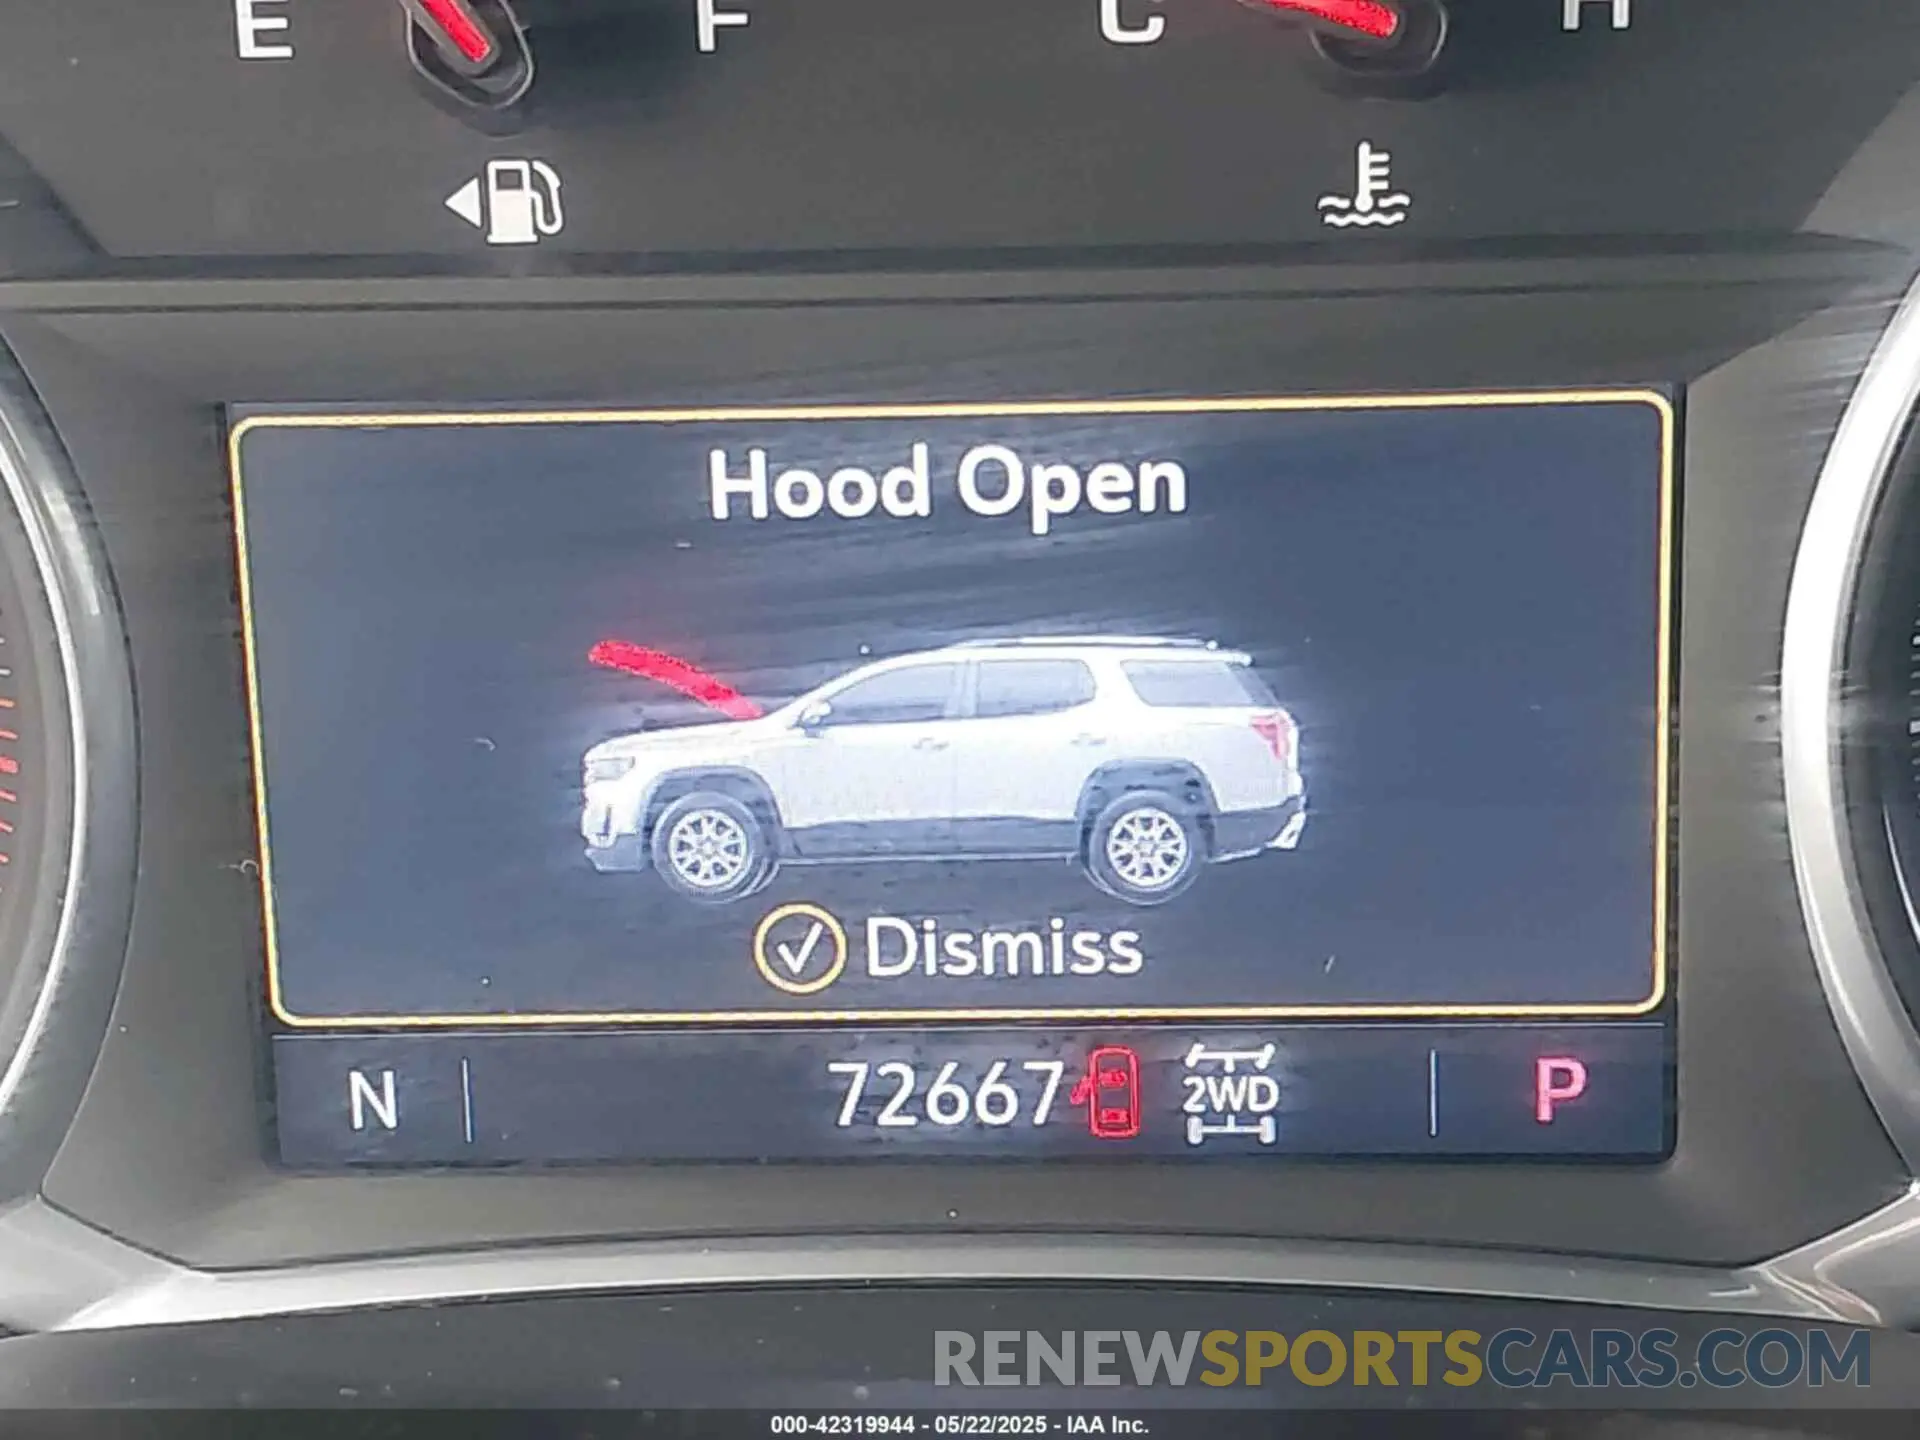 E F C H
Hood Open
Dismiss
N 72667 2WD P
RENEWSPORTSCARS.COM
000-42319944 - 05/22/2025 - IAA Inc.